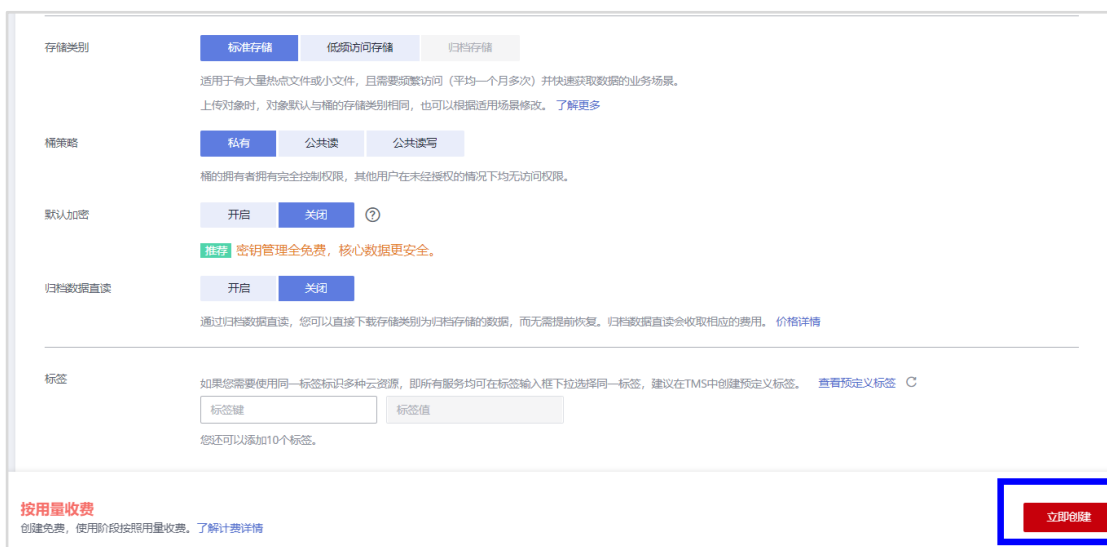 存储类别 标准存储 低频访问存储 归档存储
适用于有大量热点文件或小文件，且需要频繁访问（平均一个月多次）并快速获取数据的业务场景。
上传对象时，对象默认与桶的存储类别相同，也可以根据适用场景修改。 了解更多
桶策略 私有 公共读 公共读写
桶的拥有者拥有完全控制权限，其他用户在未经授权的情况下均无访问权限。
默认加密 开启 关闭 ?
推荐 密钥管理全免费，核心数据更安全。
归档数据直读 开启 关闭
通过归档数据直读，您可以直接下载存储类别为归档存储的数据，而无需提前恢复。归档数据直读会收取相应的费用。 价格详情
标签 如果您需要使用同一标签标识多种云资源，即所有服务均可在标签输入框下拉选择同一标签，建议在TMS中创建预定义标签。 查看预定义标签
标签键 标签值
您还可以添加10个标签。
按用量收费
创建免费，使用阶段按照用量收费。了解计费详情
立即创建